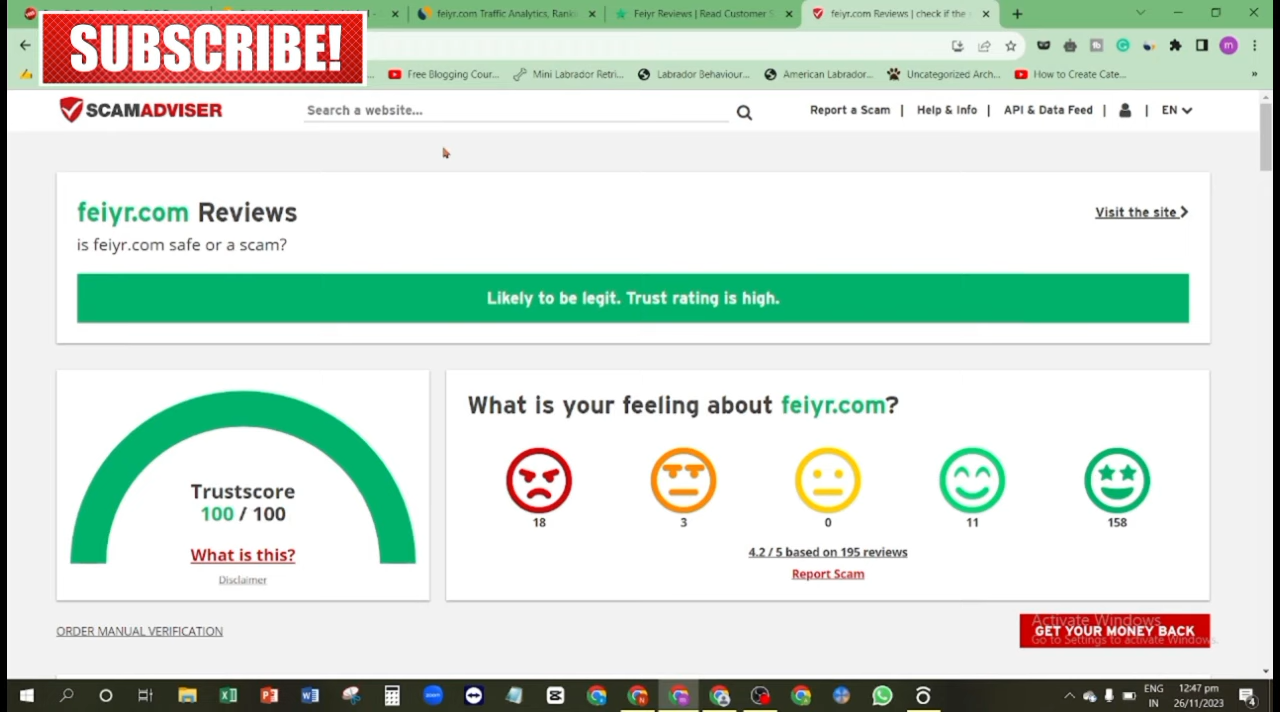 SUBSCRIBE!
feiyr.com Traffic Analytics, Rank
Feiyr Reviews | Read Customer S
feiyr.com Reviews | check if the
Free Blogging Cour...
Mini Labrador Retri...
Labrador Behaviour...
American Labrador...
Uncategorized Arch...
How to Create Cate...
SCAMADVISER
Search a website...
Report a Scam | Help & Info | API & Data Feed | | EN
feiyr.com Reviews
Visit the site
is feiyr.com safe or a scam?
Likely to be legit. Trust rating is high.
What is your feeling about feiyr.com?
Trustscore
100 / 100
What is this?
Disclaimer
18 3 0 11 158
4.2 / 5 based on 195 reviews
Report Scam
ORDER MANUAL VERIFICATION
GET YOUR MONEY BACK
Activate Windows
Go to Settings to activate Windows.
ENG
IN
12:47 pm
26/11/2023
4